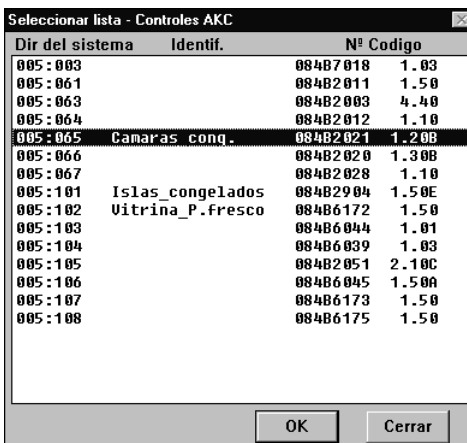 Seleccionar lista - Controles AKC
Dir del sistema Identif. Nº Codigo
005:003 084B7018 1.03
005:061 084B2011 1.50
005:063 084B2003 4.40
005:064 084B2012 1.10
005:065 Camaras conq. 084B2021 1.20B
005:066 084B2020 1.30B
005:067 084B2028 1.10
005:101 Islas_congelados 084B2904 1.50E
005:102 Vitrina_P.fresco 084B6172 1.50
005:103 084B6044 1.01
005:104 084B6039 1.03
005:105 084B2051 2.10C
005:106 084B6045 1.50A
005:107 084B6173 1.50
005:108 084B6175 1.50
OK Cerrar